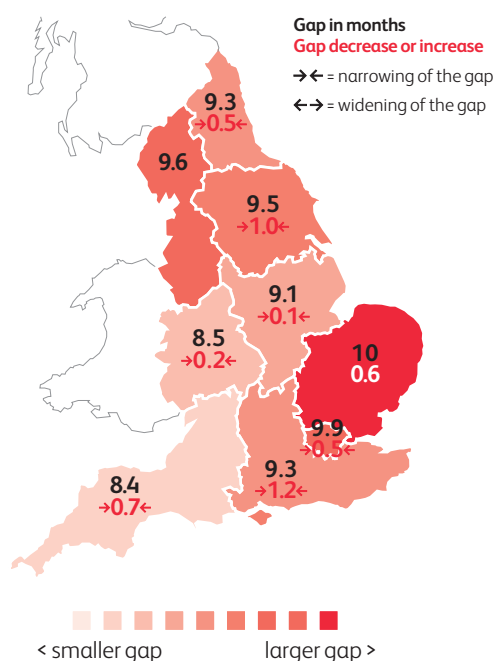 Gap in months
Gap decrease or increase
→← = narrowing of the gap
←→ = widening of the gap
9.3
→0.5←
9.6
9.5
→1.0←
9.1
→0.1←
8.5
→0.2←
10
0.6
9.9
→0.5←
9.3
→1.2←
8.4
→0.7←
< smaller gap
larger gap >